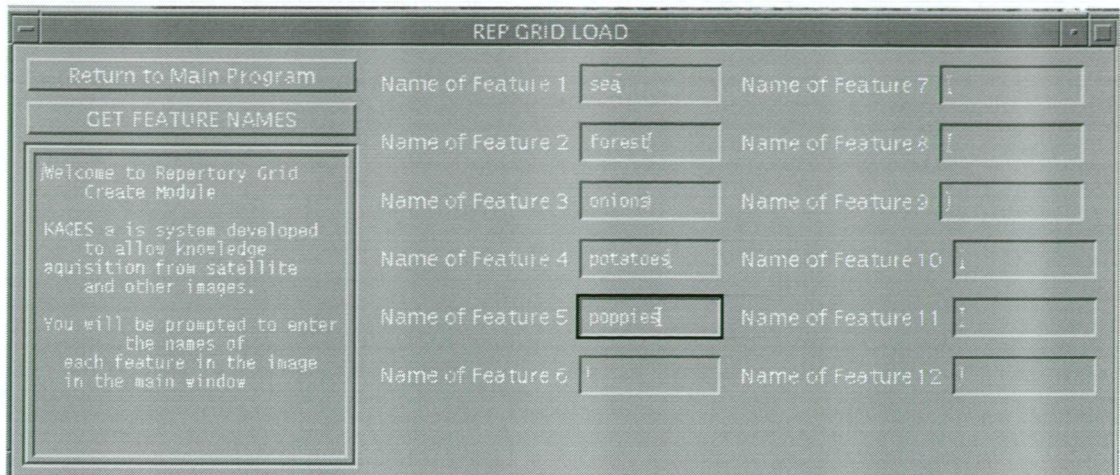 REP GRID LOAD
Return to Main Program
GET FEATURE NAMES
Welcome to Repertory Grid
Create Module
KAGES a is system developed
to allow knowledge
aquisition from satellite
and other images.
You will be prompted to enter
the names of
each feature in the image
in the main window
Name of Feature 1 sea
Name of Feature 2 forest
Name of Feature 3 onions
Name of Feature 4 potatoes
Name of Feature 5 poppies
Name of Feature 6
Name of Feature 7
Name of Feature 8
Name of Feature 9
Name of Feature 10
Name of Feature 11
Name of Feature 12